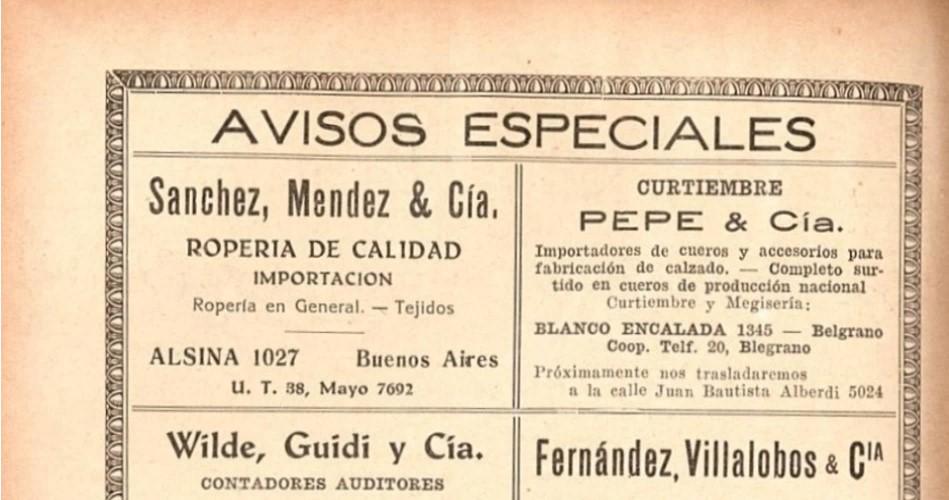 AVISOS ESPECIALES
Sanchez, Mendez & Cía.
ROPERIA DE CALIDAD
IMPORTACION
Ropería en General. — Tejidos
ALSINA 1027 Buenos Aires
U. T. 38, Mayo 7692
CURTIEMBRE
PEPE & Cía.
Importadores de cueros y accesorios para
fabricación de calzado. — Completo sur-
tido en cueros de producción nacional
Curtiembre y Megisería:
BLANCO ENCALADA 1345 — Belgrano
Coop. Telf. 20, Blegrano
Próximamente nos trasladaremos
a la calle Juan Bautista Alberdi 5024
Wilde, Guidi y Cía.
CONTADORES AUDITORES
Fernández, Villalobos & CIA